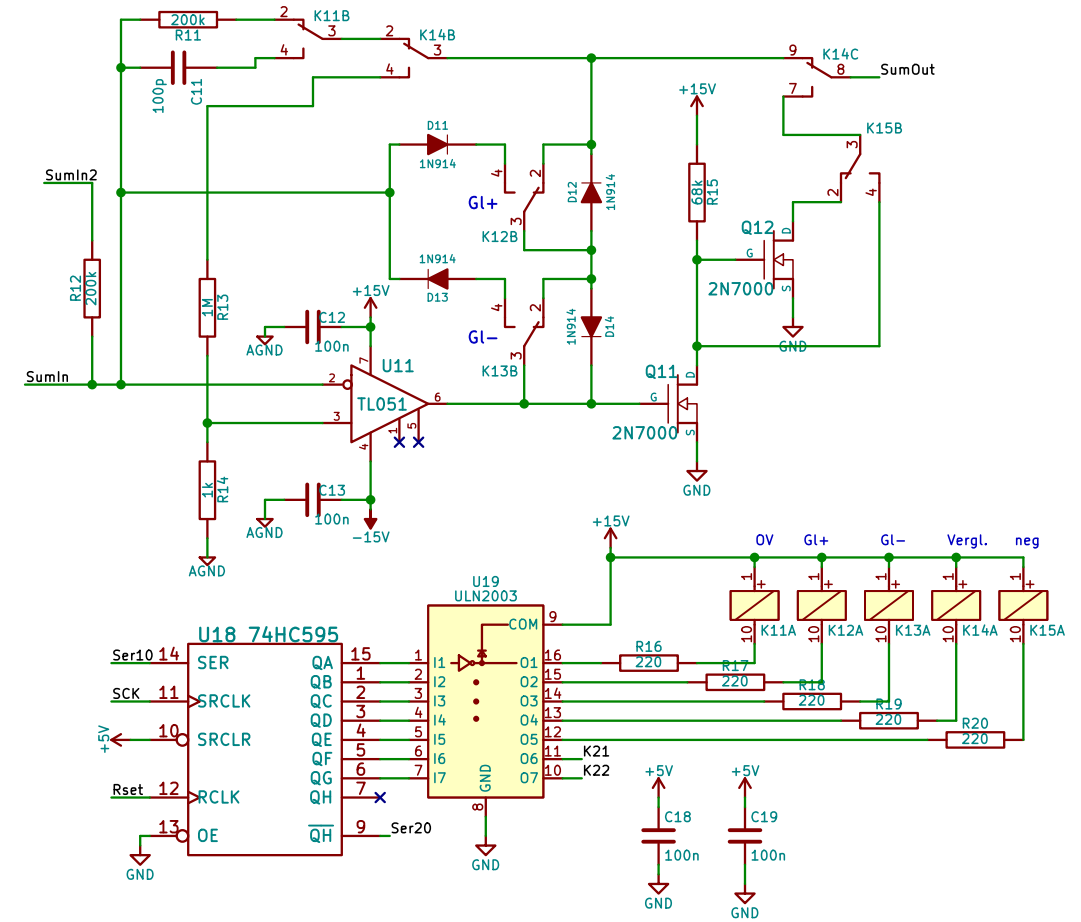 200k
R11
2
K11B
3
4
2
K14B
3
4
100p
C11
9
K14C
8
SumOut
7
+15V
K15B
3
2
4
68k
R15
D11
1N914
4
2
Gl+
3
K12B
D12
1N914
SumIn2
R12
200k
1M
R13
1N914
D13
4
2
Gl-
3
K13B
1N914
D14
Q12
D
G
S
2N7000
GND
+15V
C12
100n
AGND
SumIn
7
U11
2
TL051
6
3
1
5
4
Q11
D
G
S
2N7000
GND
1k
R14
AGND
C13
100n
AGND
-15V
+15V
OV
Gl+
Gl-
Vergl.
neg
1
+
1
+
1
+
1
+
1
+
10
K11A
10
K12A
10
K13A
10
K14A
10
K15A
U19
ULN2003
COM
9
I1
O1
1
16
I2
O2
2
15
I3
O3
3
14
I4
O4
4
13
I5
O5
5
12
I6
O6
6
11
K21
I7
O7
7
10
K22
GND
8
GND
R16
220
R17
220
R18
220
R19
220
R20
220
U18 74HC595
Ser10
14
SER
QA
15
QB
1
SCK
11
SRCLK
QC
2
QD
3
+5V
10
SRCLR
QE
4
QF
5
QG
6
Rset
12
RCLK
QH
7
13
OE
QH
9
Ser20
GND
+5V
C18
100n
GND
+5V
C19
100n
GND